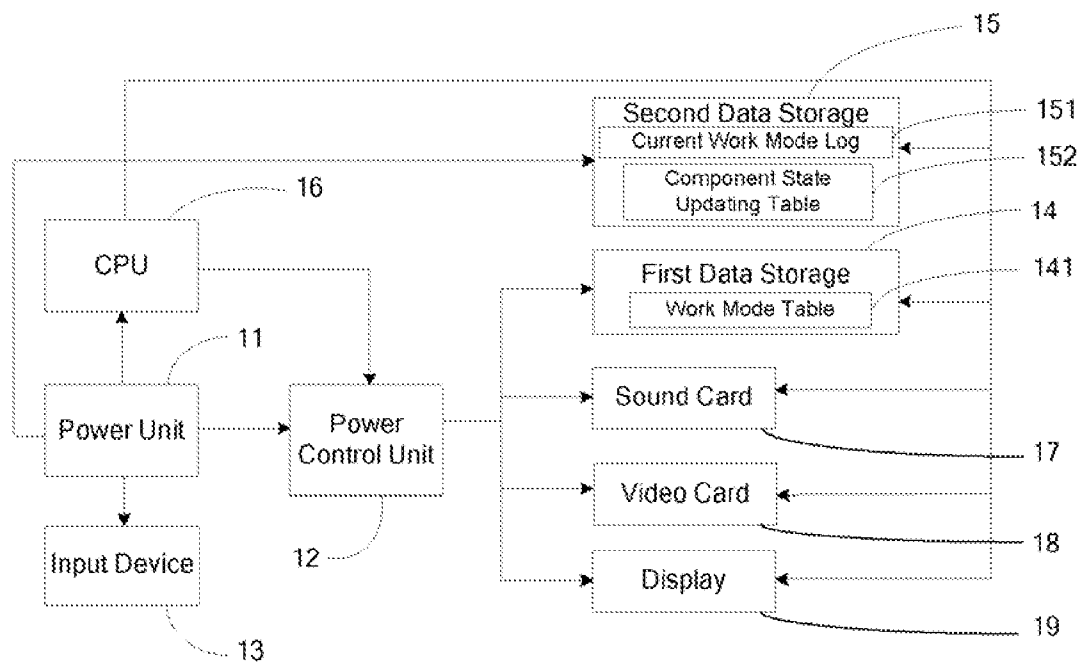 15
Second Data Storage
151
Current Work Mode Log
152
Component State
Updating Table
16
CPU
14
First Data Storage
141
Work Mode Table
11
Power Unit
Power
Control Unit
Sound Card
17
Video Card
18
12
Input Device
Display
13
19